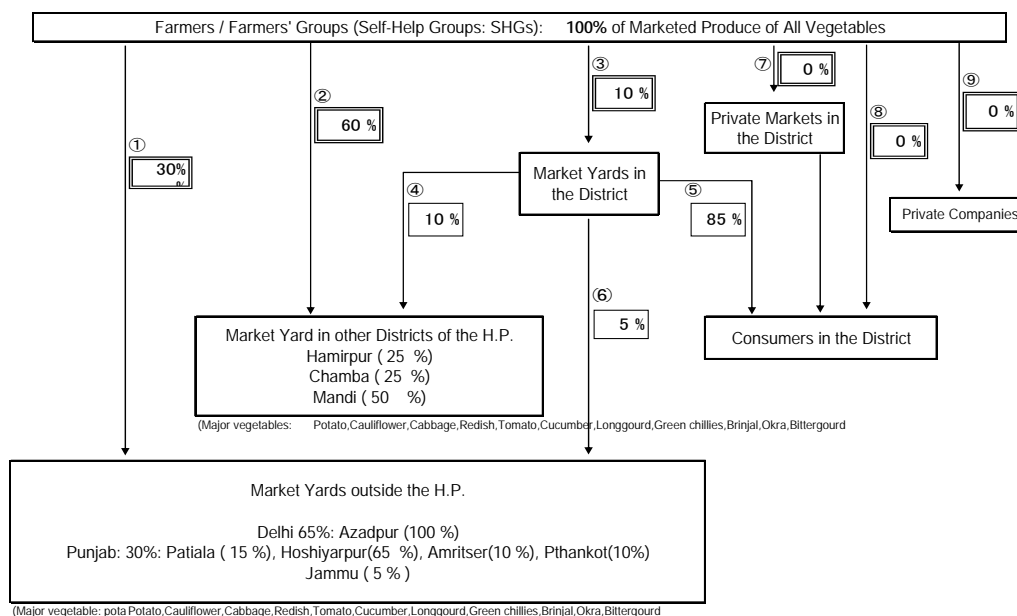 Farmers / Farmers' Groups (Self-Help Groups: SHGs): 100% of Marketed Produce of All Vegetables
①
30%
%
②
60 %
③
10 %
⑦
0 %
⑧
0 %
⑨
0 %
Private Markets in
the District
Market Yards in
the District
Private Companies
④
10 %
⑤
85 %
⑥
5 %
Market Yard in other Districts of the H.P.
Hamirpur ( 25 %)
Chamba ( 25 %)
Mandi ( 50 %)
Consumers in the District
(Major vegetables: Potato,Cauliflower,Cabbage,Redish,Tomato,Cucumber,Longgourd,Green chillies,Brinjal,Okra,Bittergourd
Market Yards outside the H.P.
Delhi 65%: Azadpur (100 %)
Punjab: 30%: Patiala ( 15 %), Hoshiyarpur(65 %), Amritser(10 %), Pthankot(10%)
Jammu ( 5 % )
(Major vegetable: pota Potato,Cauliflower,Cabbage,Redish,Tomato,Cucumber,Longgourd,Green chillies,Brinjal,Okra,Bittergourd